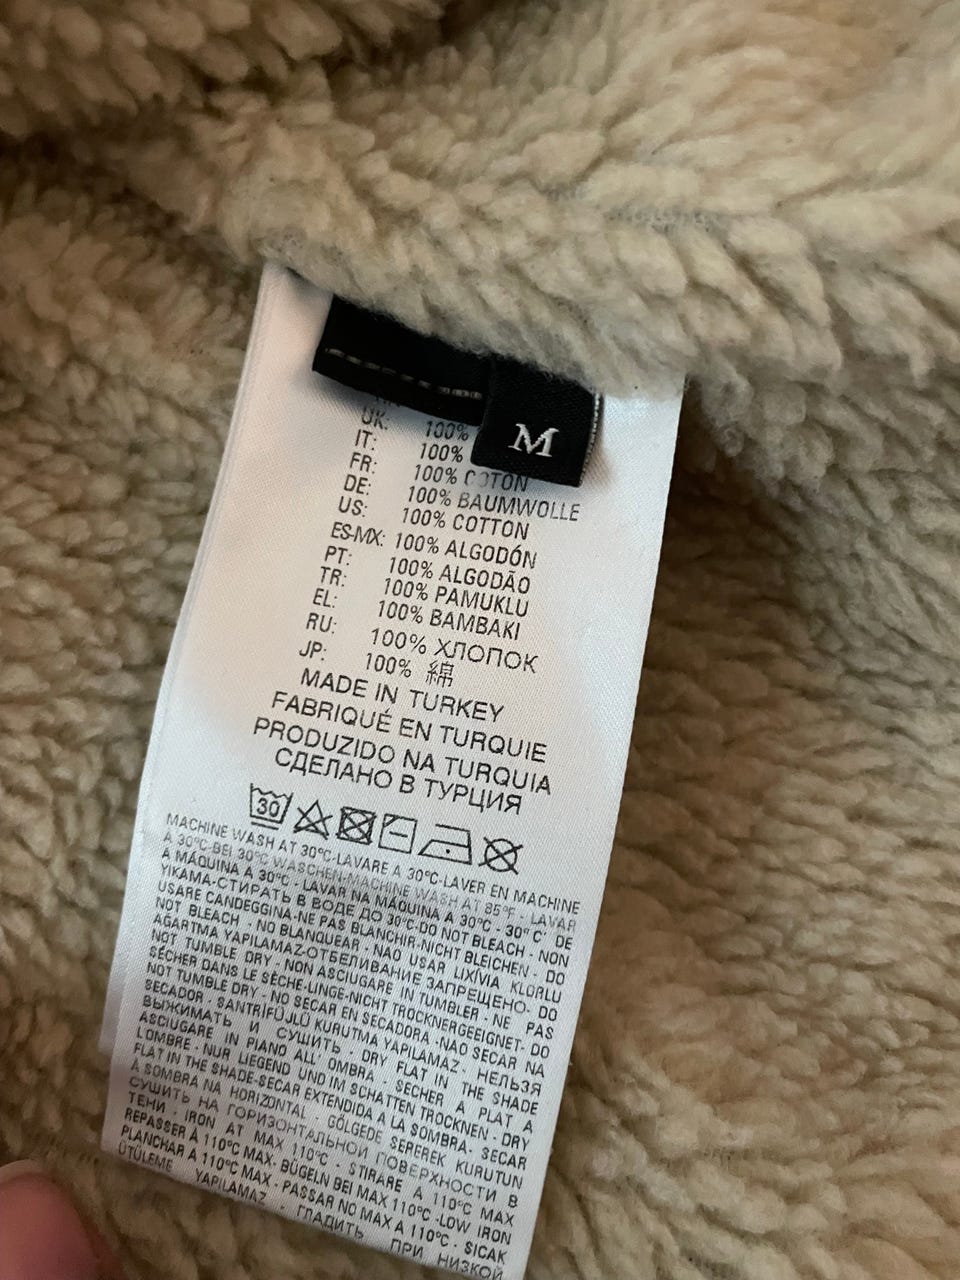 M
UK: 100%
IT: 100%
FR: 100% COTON
DE: 100% BAUMWOLLE
US: 100% COTTON
ES-MX: 100% ALGODÓN
PT: 100% ALGODÃO
TR: 100% PAMUKLU
EL: 100% BAMBAKI
RU: 100% ХЛОПОК
JP: 100% 綿
MADE IN TURKEY
FABRIQUÉ EN TURQUIE
PRODUZIDO NA TURQUIA
СДЕЛАНО В ТУРЦИЯ
30
MACHINE WASH AT 30°C-LAVARE A 30°C-LAVER EN MACHINE
À 30°C-BEI 30°C WASCHEN-MACHINE WASH AT 85°F - LAVAR
A MÁQUINA A 30°C - LAVAR NA MÁQUINA A 30°C - 30° C' DE
YIKAMA-СТИРАТЬ В ВОДЕ ДО 30°C-DO NOT BLEACH - NON
USARE CANDEGGINA-NE PAS BLANCHIR-NICHT BLEICHEN - DO
NOT BLEACH - NO BLANQUEAR - NAO USAR LIXÍVIA KLORLU
AĞARTMA YAPILAMAZ-ОТБЕЛИВАНИЕ ЗАПРЕЩЕНО- DO
NOT TUMBLE DRY - NON ASCIUGARE IN TUMBLER - NE PAS
SÉCHER DANS LE SÈCHE-LINGE-NICHT TROCKNERGEEIGNET. DO
NOT TUMBLE DRY - NO SECAR EN SECADORA -NÃO SECAR NA
SECADOR - SANTRİFÜJLÜ KURUTMA YAPILAMAZ - НЕЛЬЗЯ
ВЫЖИМАТЬ И СУШИТЬ - DRY FLAT IN THE SHADE
ASCIUGARE IN PIANO ALL' OMBRA - SÉCHER À PLAT A
L'OMBRE - NUR LIEGEND UND IM SCHATTEN TROCKNEN - DRY
FLAT IN THE SHADE-SECAR EXTENDIDA A LA SOMBRA- SECAR
À SOMBRA NA HORIZONTAL - GÖLGEDE SEREREK KURUTUN
СУШИТЬ НА ГОРИЗОНТАЛЬНОЙ ПОВЕРХНОСТИ В
ТЕНИ - IRON AT MAX 110°C - STIRARE A 110°C MAX
REPASSER À 110°C MAX- BÜGELN BEI MAX 110°C -LOW IRON
PLANCHAR A 110°C MAX - PASSAR NO MAX A 110°C - SICAK
ÜTÜLEME YAPILAMAZ - ГЛАДИТЬ ПРИ НИЗКОЙ